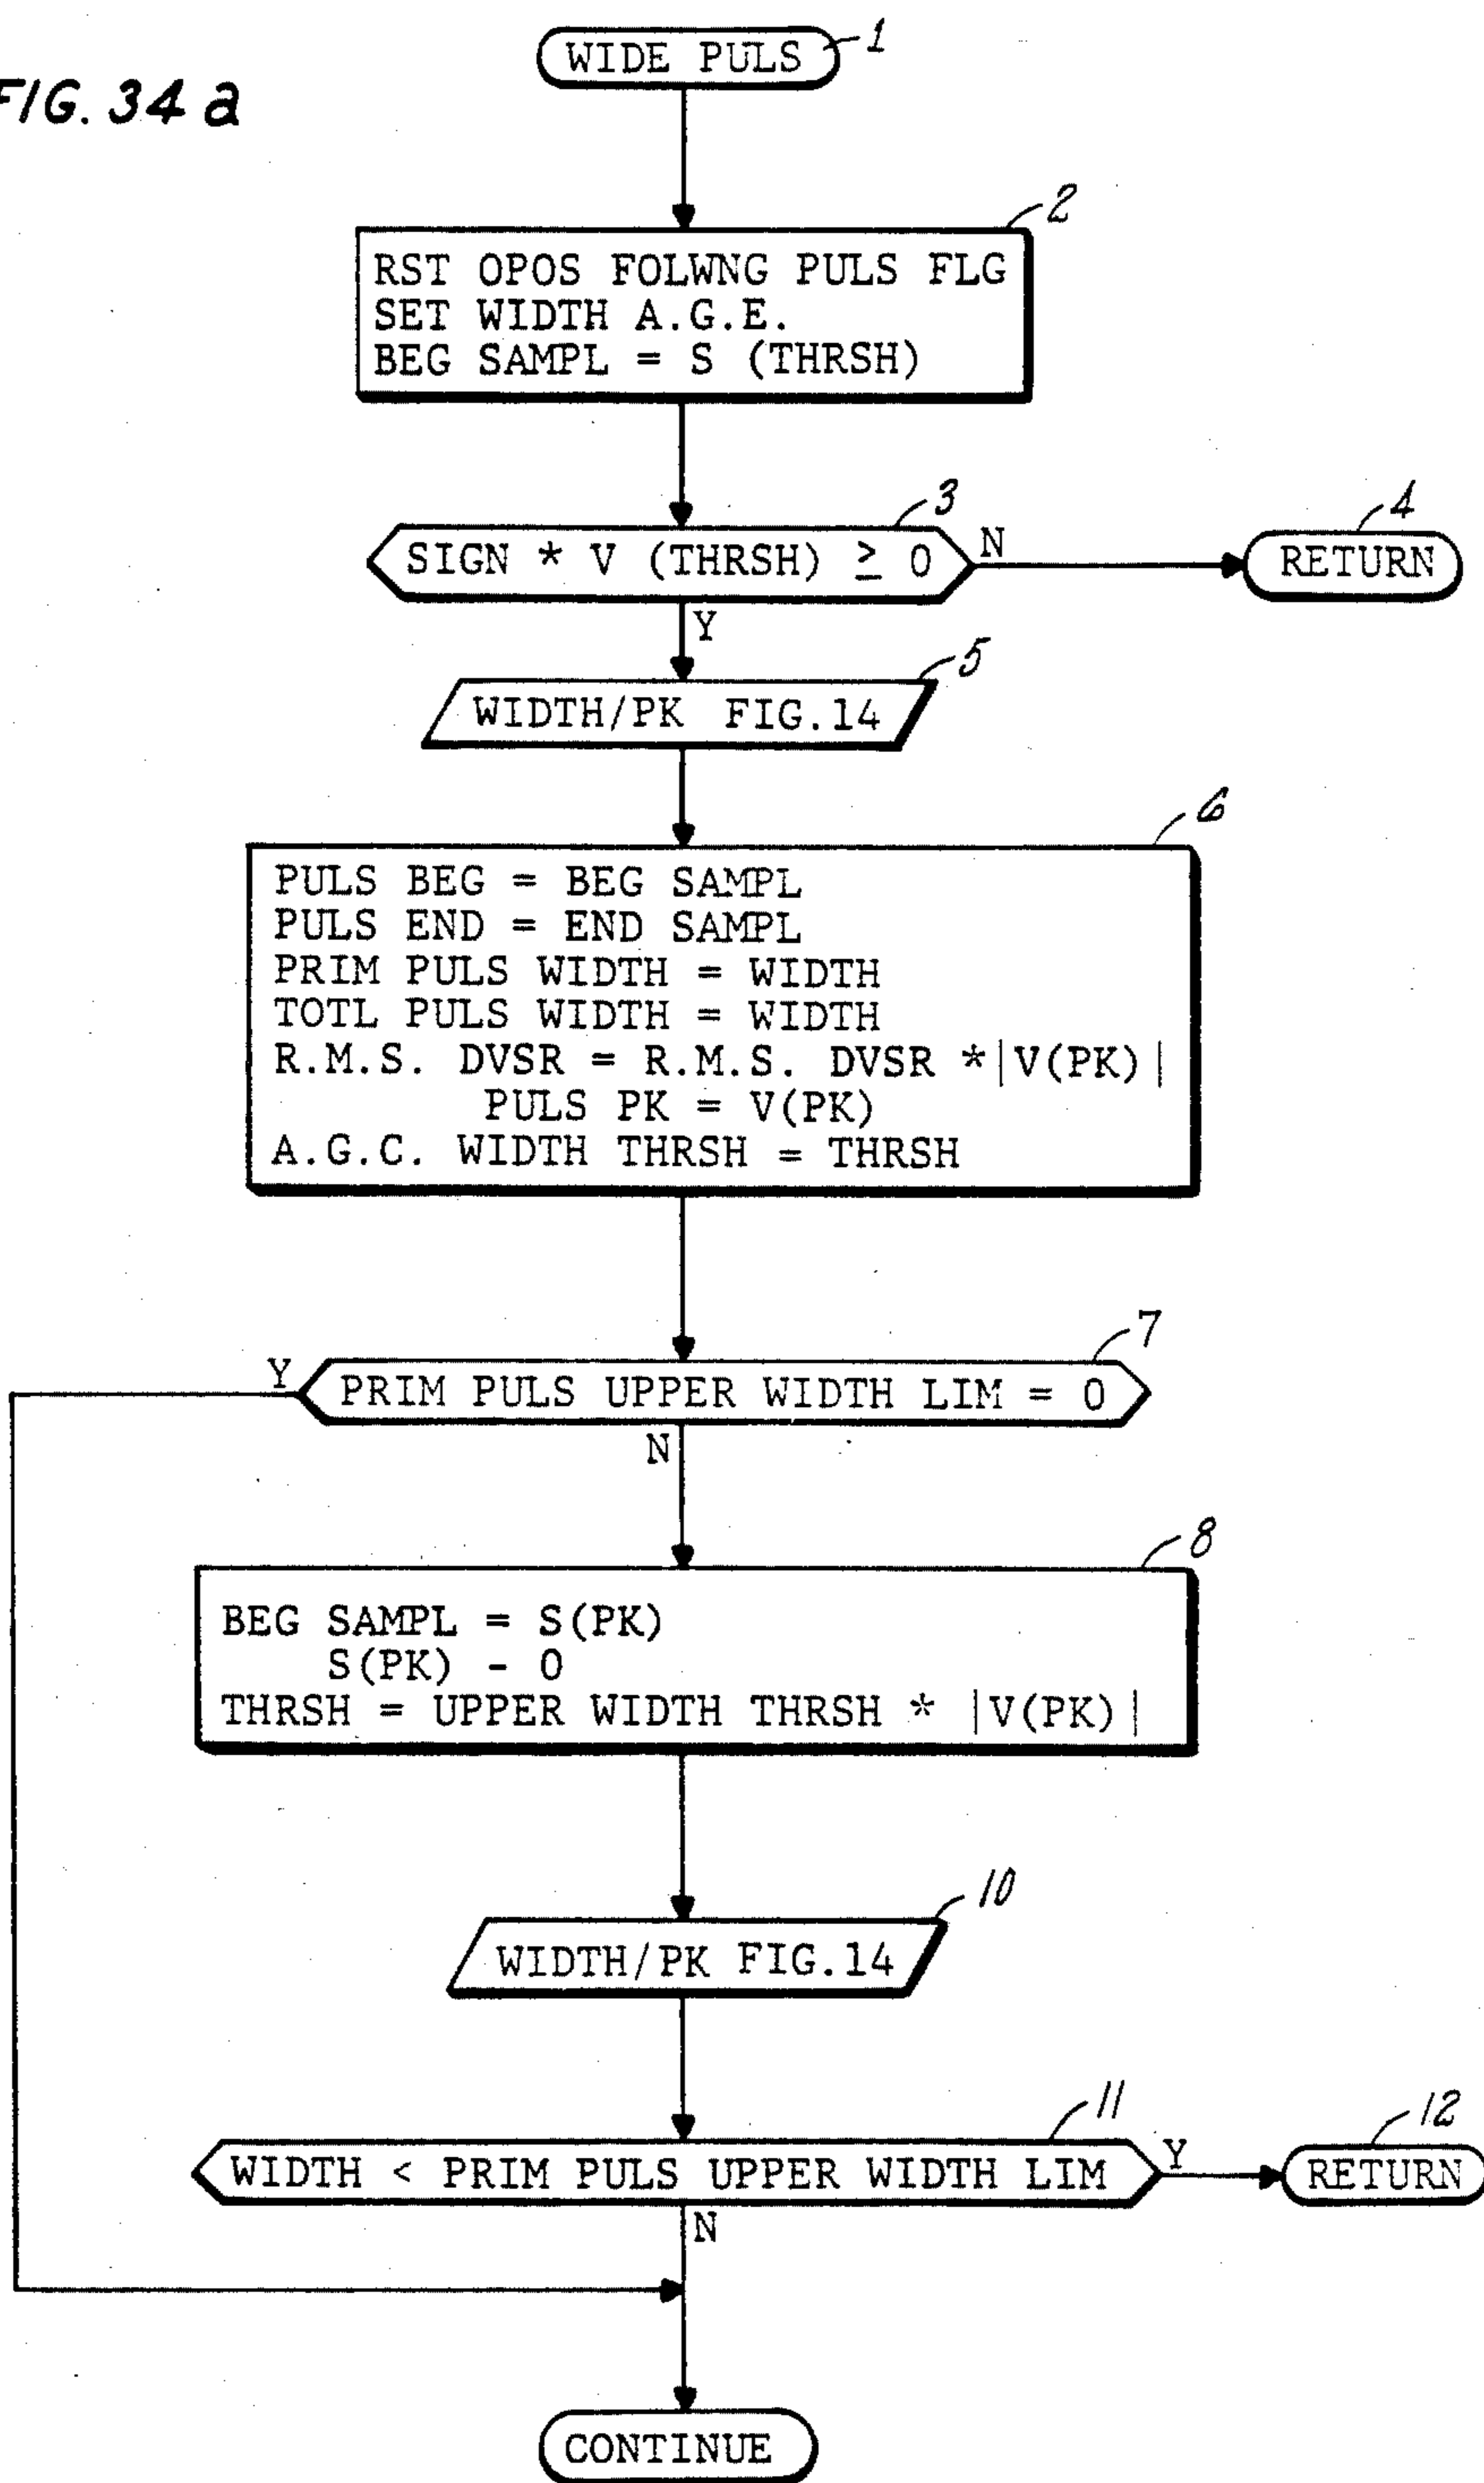 FIG. 34 a
WIDE PULS
1
2
RST OPOS FOLWNG PULS FLG
SET WIDTH A.G.E.
BEG SAMPL = S (THRSH)
3
SIGN * V (THRSH) ≥ 0
N
4
RETURN
Y
5
WIDTH/PK FIG.14
6
PULS BEG = BEG SAMPL
PULS END = END SAMPL
PRIM PULS WIDTH = WIDTH
TOTL PULS WIDTH = WIDTH
R.M.S. DVSR = R.M.S. DVSR *|V(PK)|
PULS PK = V(PK)
A.G.C. WIDTH THRSH = THRSH
7
Y
PRIM PULS UPPER WIDTH LIM = 0
N
8
BEG SAMPL = S(PK)
S(PK) - 0
THRSH = UPPER WIDTH THRSH * |V(PK)|
10
WIDTH/PK FIG.14
11
WIDTH < PRIM PULS UPPER WIDTH LIM
Y
12
RETURN
N
CONTINUE